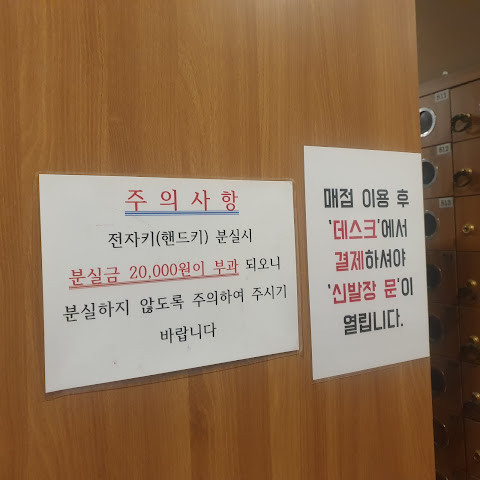 주 의 사 항
전자키(핸드키) 분실시
분실금 20,000원이 부과 되오니
분실하지 않도록 주의하여 주시기
바랍니다
매점 이용 후
'데스크'에서
결제하셔야
'신발장 문'이
열립니다.